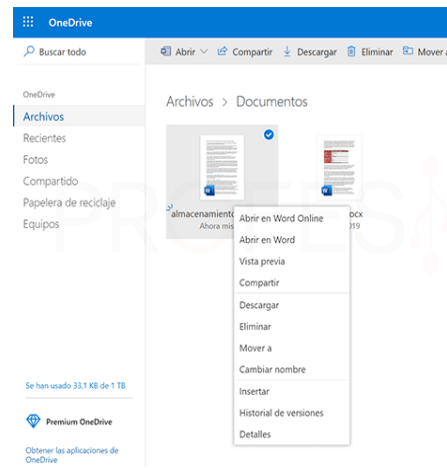 OneDrive
Buscar todo
Abrir Compartir Descargar Eliminar Mover a
OneDrive
Archivos > Documentos
Archivos
Recientes
Fotos
Compartido
Papelera de reciclaje
Equipos
almacenamiento
Ahora mis
.docx
Abrir en Word Online
Abrir en Word
Vista previa
Compartir
Descargar
Eliminar
Mover a
Cambiar nombre
Insertar
Historial de versiones
Detalles
Se han usado 33,1 KB de 1 TB
Premium OneDrive
Obtener las aplicaciones de
OneDrive
PROFES